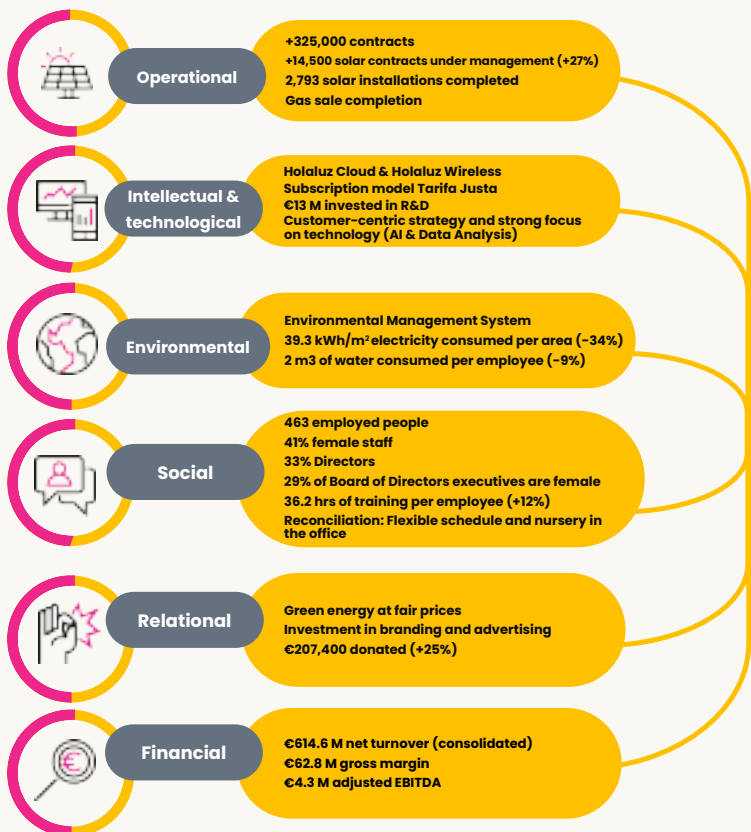 Operational
+325,000 contracts
+14,500 solar contracts under management (+27%)
2,793 solar installations completed
Gas sale completion
Intellectual &
technological
Holaluz Cloud & Holaluz Wireless
Subscription model Tarifa Justa
€13 M invested in R&D
Customer-centric strategy and strong focus
on technology (AI & Data Analysis)
Environmental
Environmental Management System
39.3 kWh/m² electricity consumed per area (-34%)
2 m3 of water consumed per employee (-9%)
Social
463 employed people
41% female staff
33% Directors
29% of Board of Directors executives are female
36.2 hrs of training per employee (+12%)
Reconciliation: Flexible schedule and nursery in
the office
Relational
Green energy at fair prices
Investment in branding and advertising
€207,400 donated (+25%)
Financial
€614.6 M net turnover (consolidated)
€62.8 M gross margin
€4.3 M adjusted EBITDA